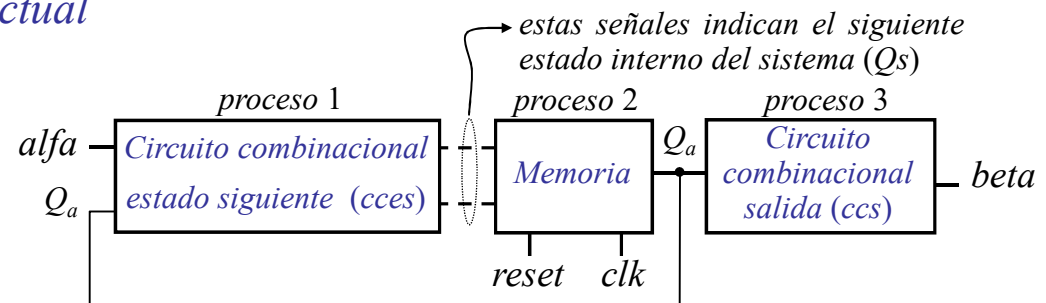 ctual
estas señales indican el siguiente
estado interno del sistema (Qs)
proceso 1
proceso 2
proceso 3
alfa
Qa
Circuito combinacional
estado siguiente (cces)
Memoria
Qa
Circuito
combinacional
salida (ccs)
beta
reset
clk